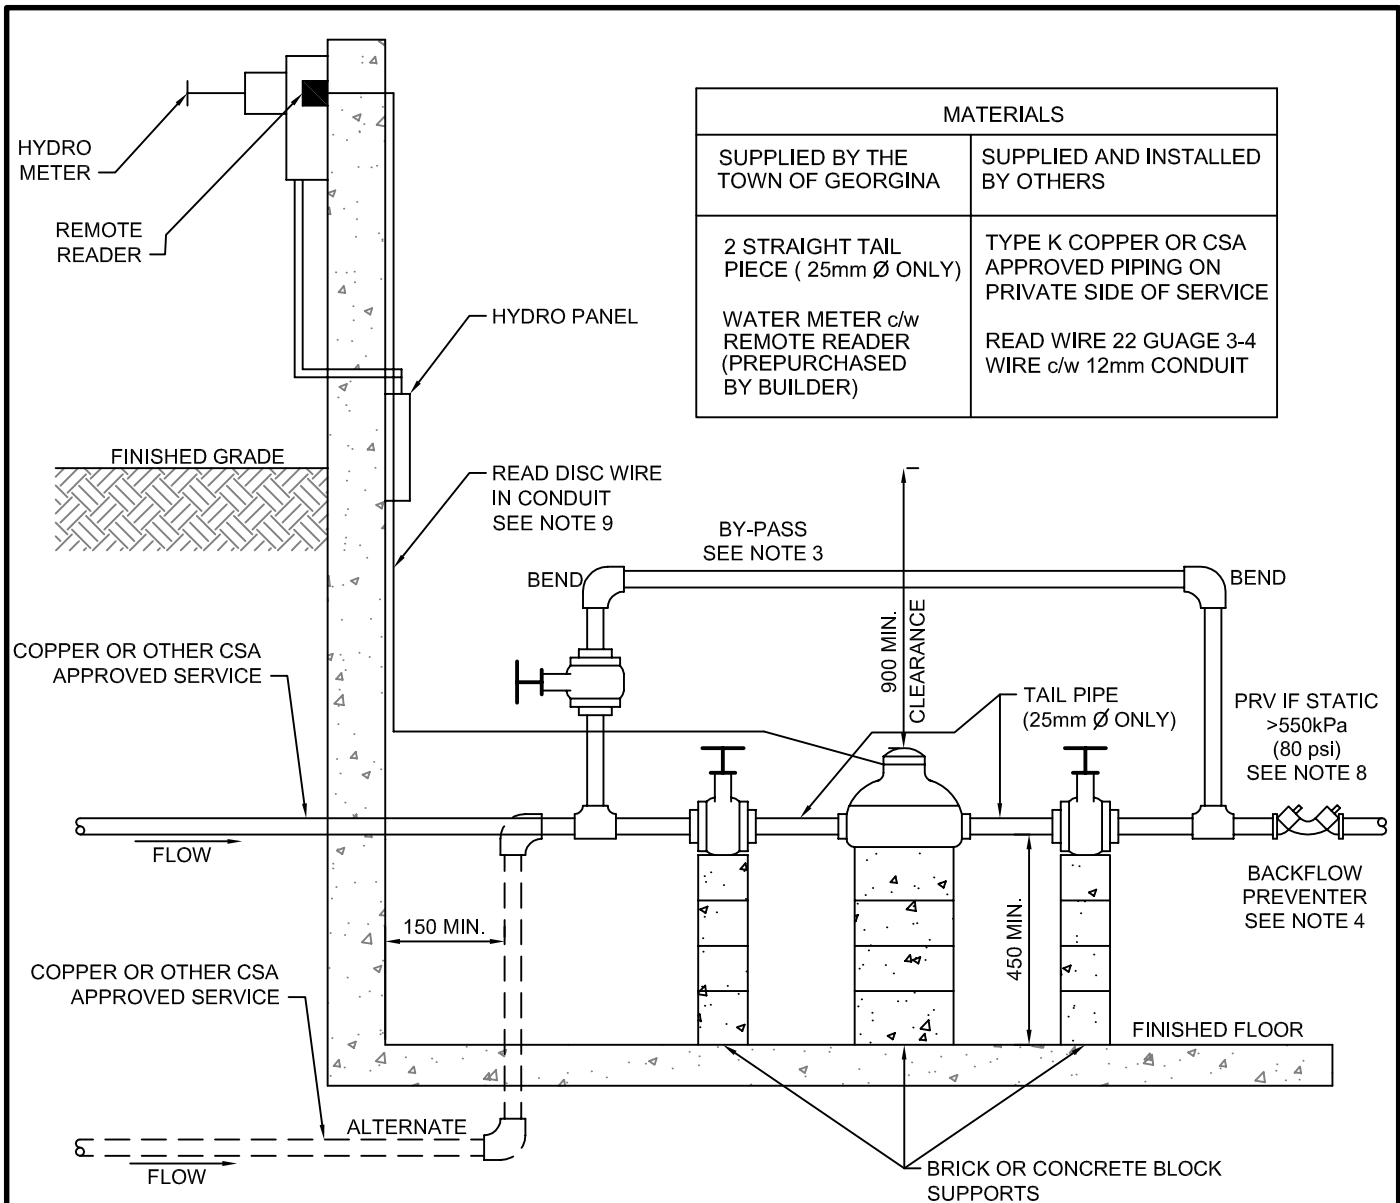 HYDRO
METER
REMOTE
READER
MATERIALS
SUPPLIED BY THE
TOWN OF GEORGINA
SUPPLIED AND INSTALLED
BY OTHERS
2 STRAIGHT TAIL
PIECE ( 25mm Ø ONLY)
WATER METER c/w
REMOTE READER
(PREPURCHASED
BY BUILDER)
TYPE K COPPER OR CSA
APPROVED PIPING ON
PRIVATE SIDE OF SERVICE
READ WIRE 22 GUAGE 3-4
WIRE c/w 12mm CONDUIT
HYDRO PANEL
FINISHED GRADE
READ DISC WIRE
IN CONDUIT
SEE NOTE 9
BY-PASS
SEE NOTE 3
BEND
BEND
900 MIN.
CLEARANCE
COPPER OR OTHER CSA
APPROVED SERVICE
TAIL PIPE
(25mm Ø ONLY)
PRV IF STATIC
>550kPa
(80 psi)
SEE NOTE 8
FLOW
BACKFLOW
PREVENTER
SEE NOTE 4
150 MIN.
450 MIN.
COPPER OR OTHER CSA
APPROVED SERVICE
FINISHED FLOOR
ALTERNATE
FLOW
BRICK OR CONCRETE BLOCK
SUPPORTS